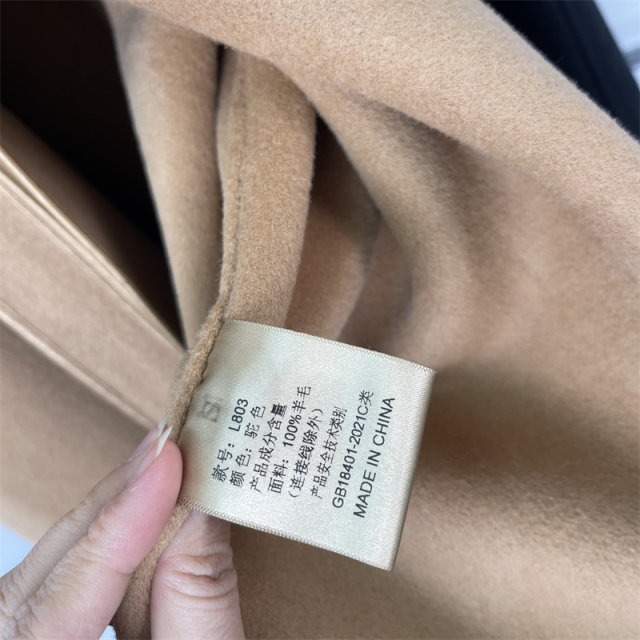 款号: LB03
颜色: 驼色
产品成分含量
面料: 100%羊毛
(连接线除外)
产品安全技术类别
GB18401-2021C类
MADE IN CHINA